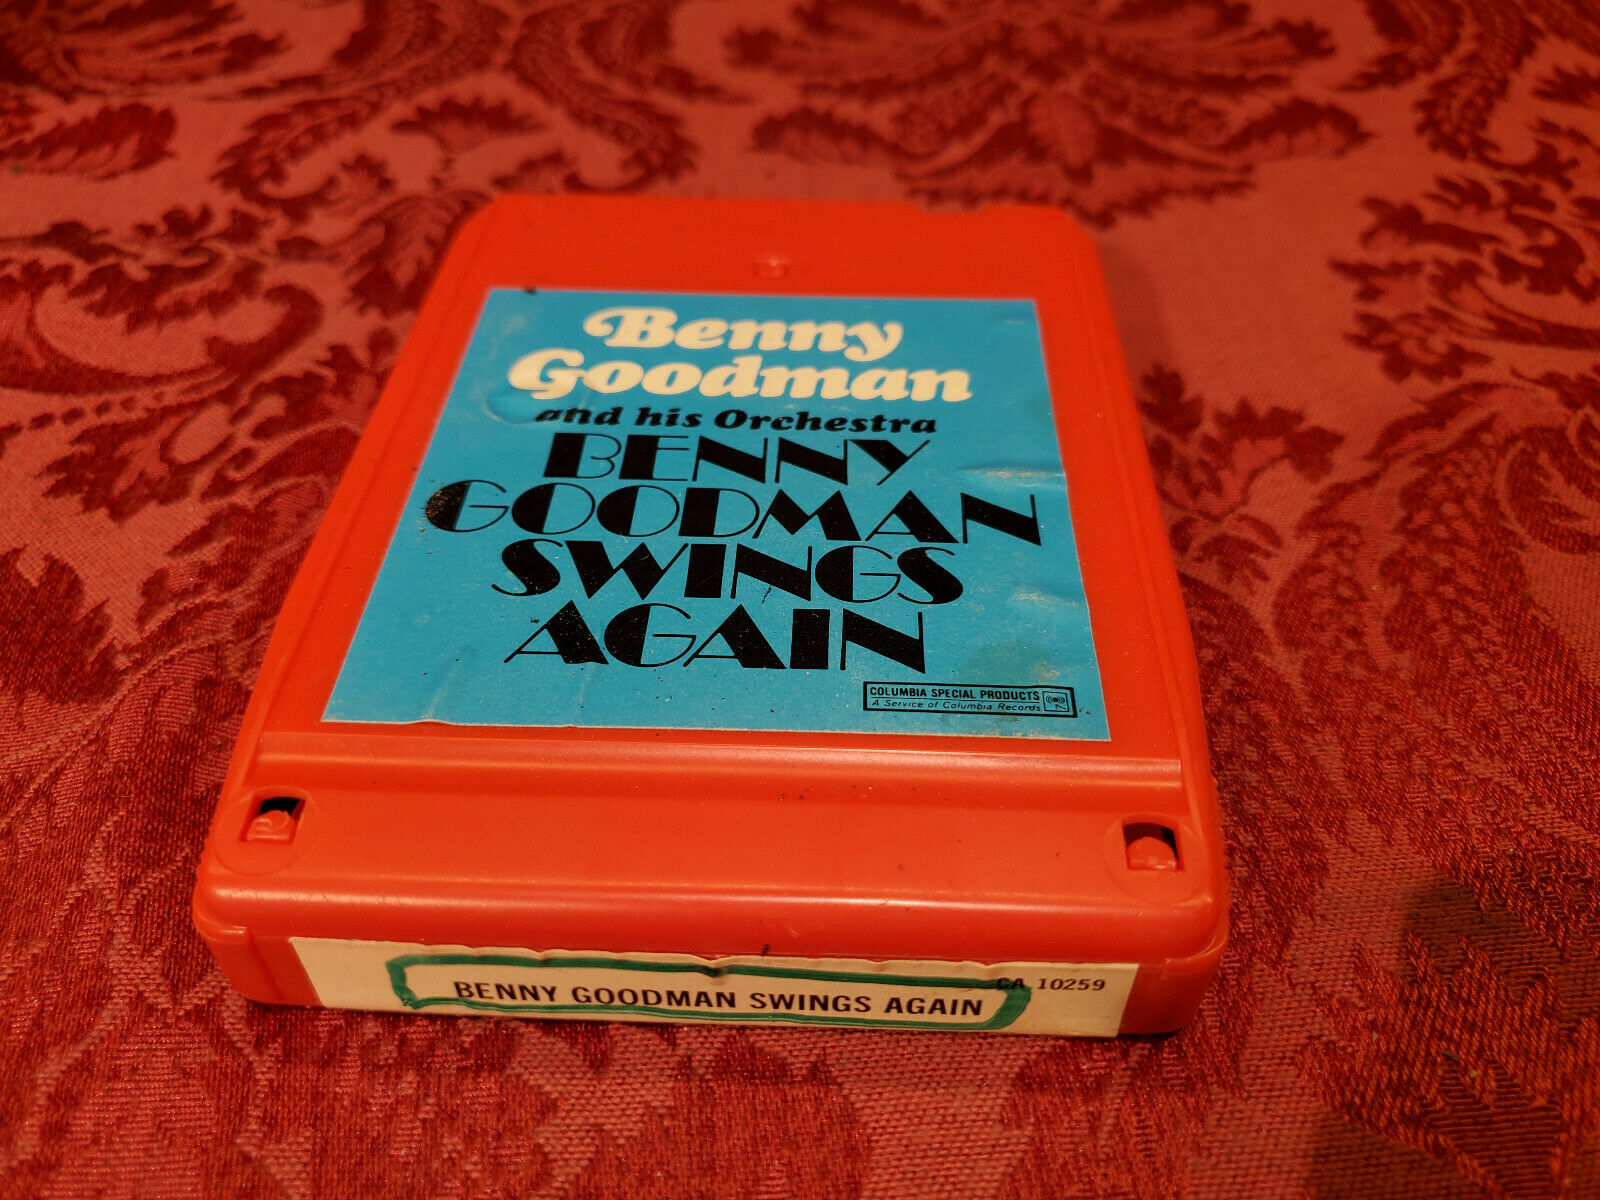 Benny
Goodman
and his Orchestra
BENNY
GOODMAN
SWINGS
AGAIN
COLUMBIA SPECIAL PRODUCTS
A Service of Columbia Records
CA 10259
BENNY GOODMAN SWINGS AGAIN